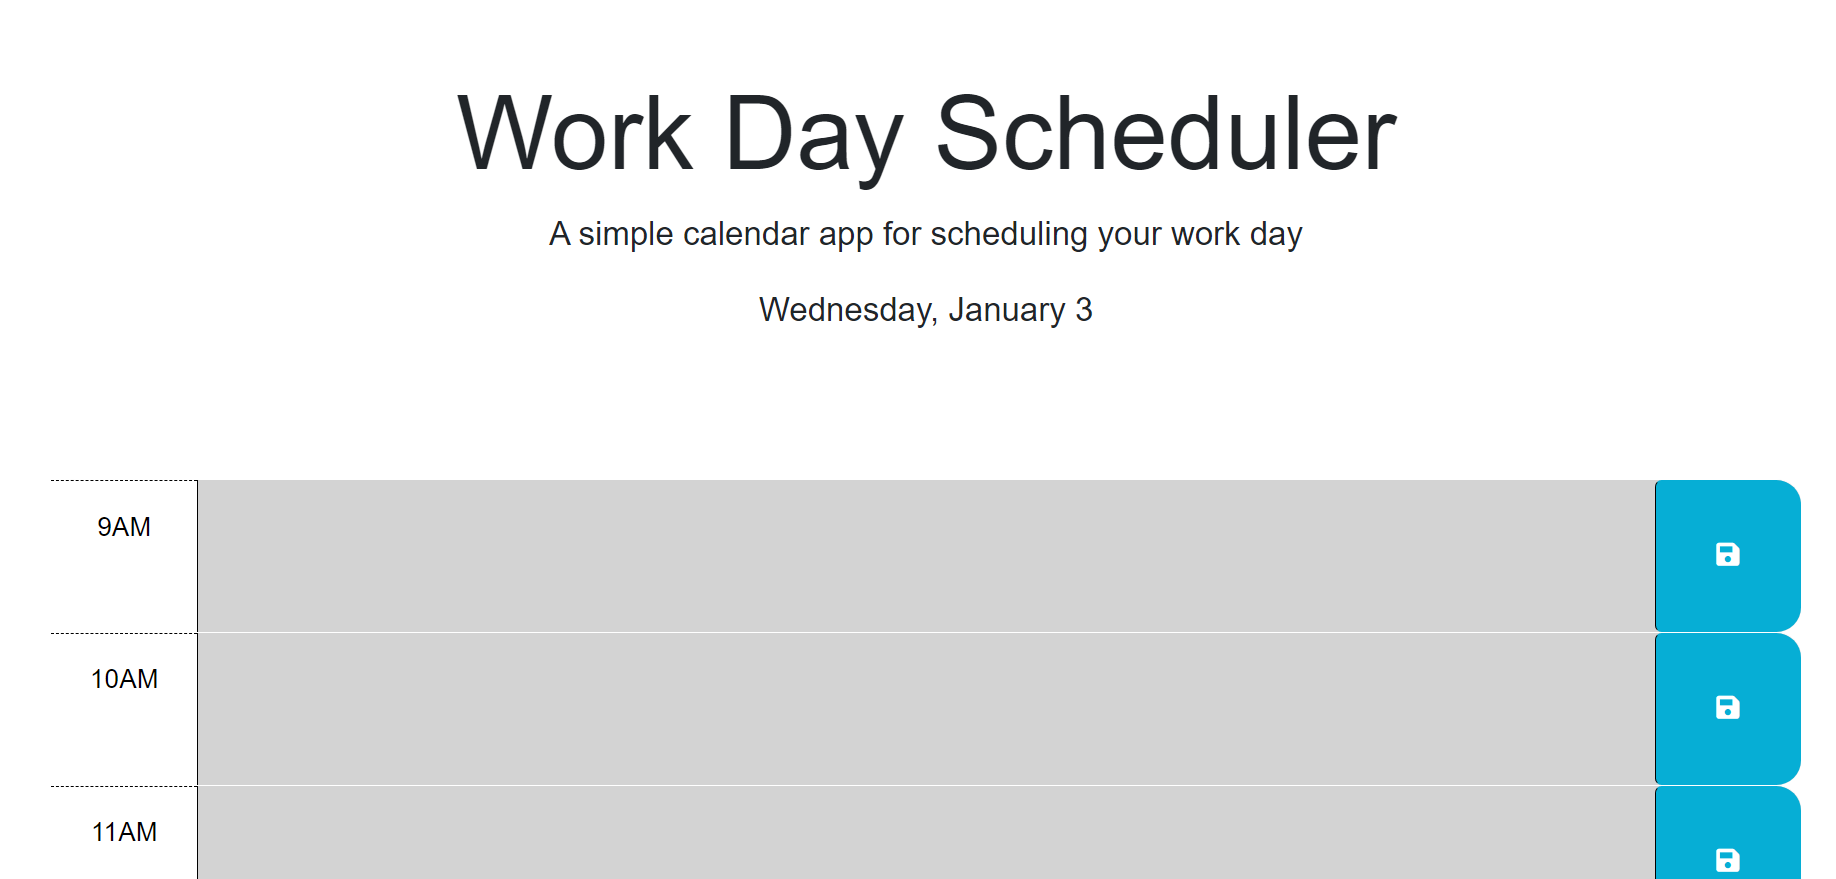 Work Day Scheduler
A simple calendar app for scheduling your work day
Wednesday, January 3
9AM
10AM
11AM